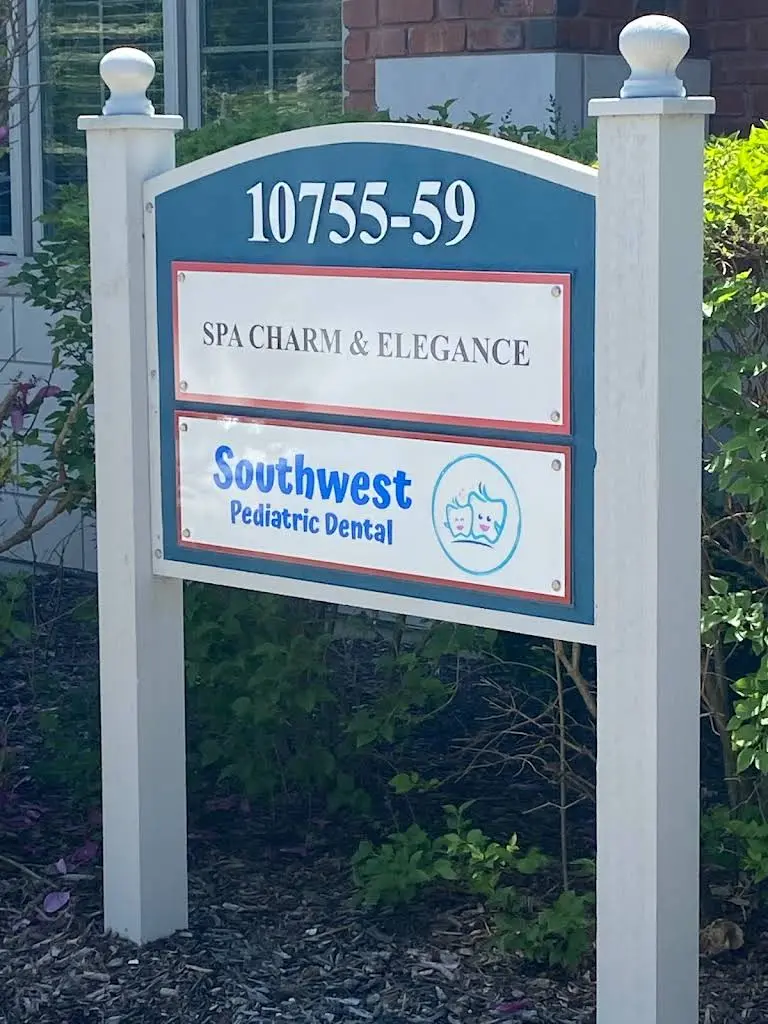 10755-59
SPA CHARM & ELEGANCE
Southwest
Pediatric Dental